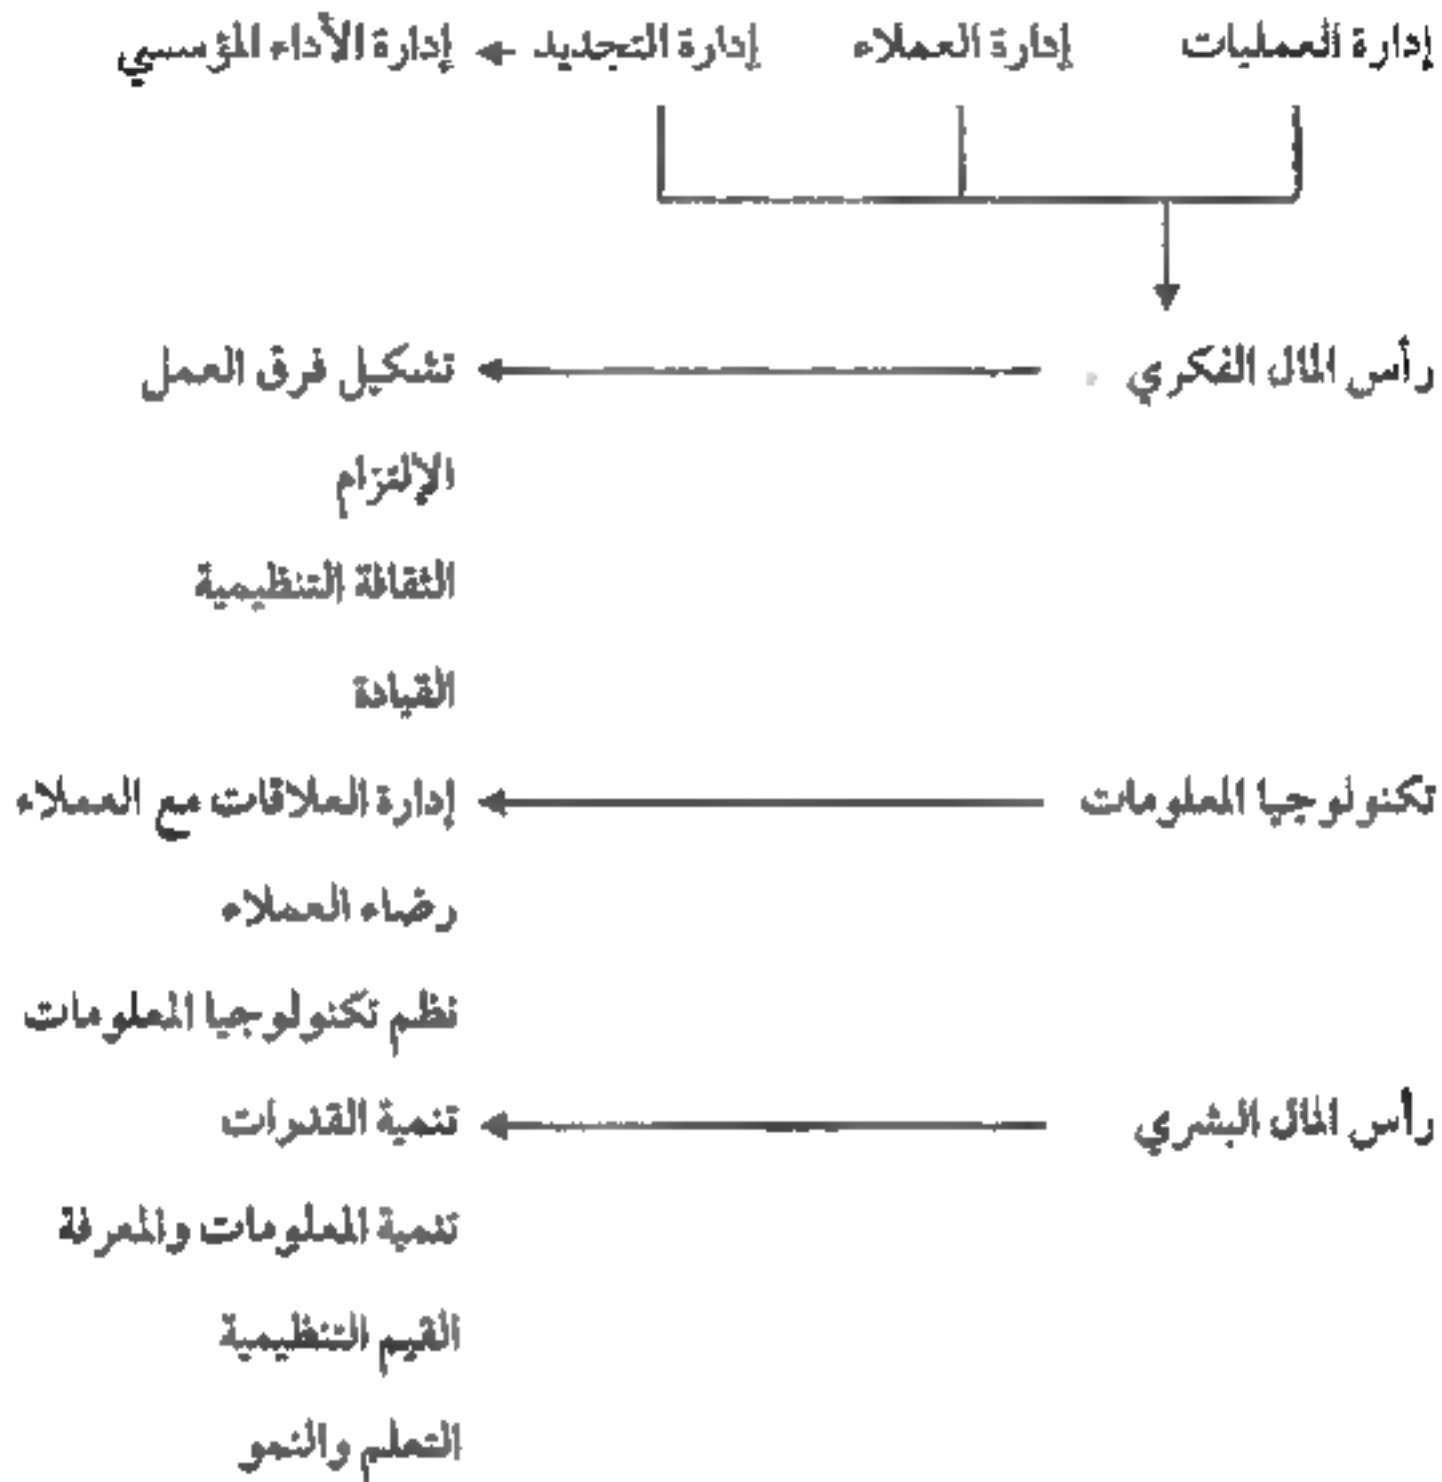 إدارة العمليات إدارة العملاء إدارة التجديد إدارة الأداء المؤسسي
رأس المال الفكري تشكيل فرق العمل
الإلتزام
الثقافة التنظيمية
القيادة
تكنولوجيا المعلومات إدارة العلاقات مع العملاء
رضاء العملاء
نظم تكنولوجيا المعلومات
رأس المال البشري تنمية القدرات
تنمية المعلومات والمعرفة
القيم التنظيمية
التعلم والنمو